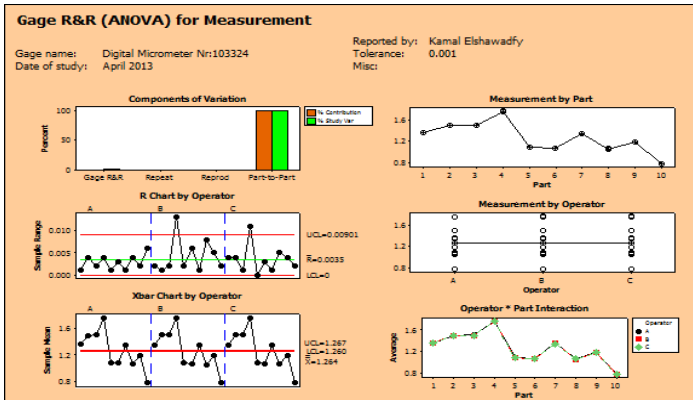 Gage R&R (ANOVA) for Measurement
Gage name: Digital Micrometer Nr:103324
Date of study: April 2013
Reported by: Kamal Elshawadfy
Tolerance: 0.001
Misc:
Components of Variation
Percent
100
50
0
Gage R&R Repeat Reprod Part-to-Part
% Contribution
% Study Var
Measurement by Part
1.6
1.2
0.8
1 2 3 4 5 6 7 8 9 10
Part
R Chart by Operator
A B C
Sample Range
0.010
0.005
0.000
UCL=0.00901
R=0.0035
LCL=0
Measurement by Operator
1.6
1.2
0.8
A B C
Operator
Xbar Chart by Operator
A B C
Sample Mean
1.6
1.2
0.8
UCL=1.267
LCL=1.260
X=1.264
Operator * Part Interaction
Average
1.6
1.2
0.8
1 2 3 4 5 6 7 8 9 10
Part
Operator
A
B
C